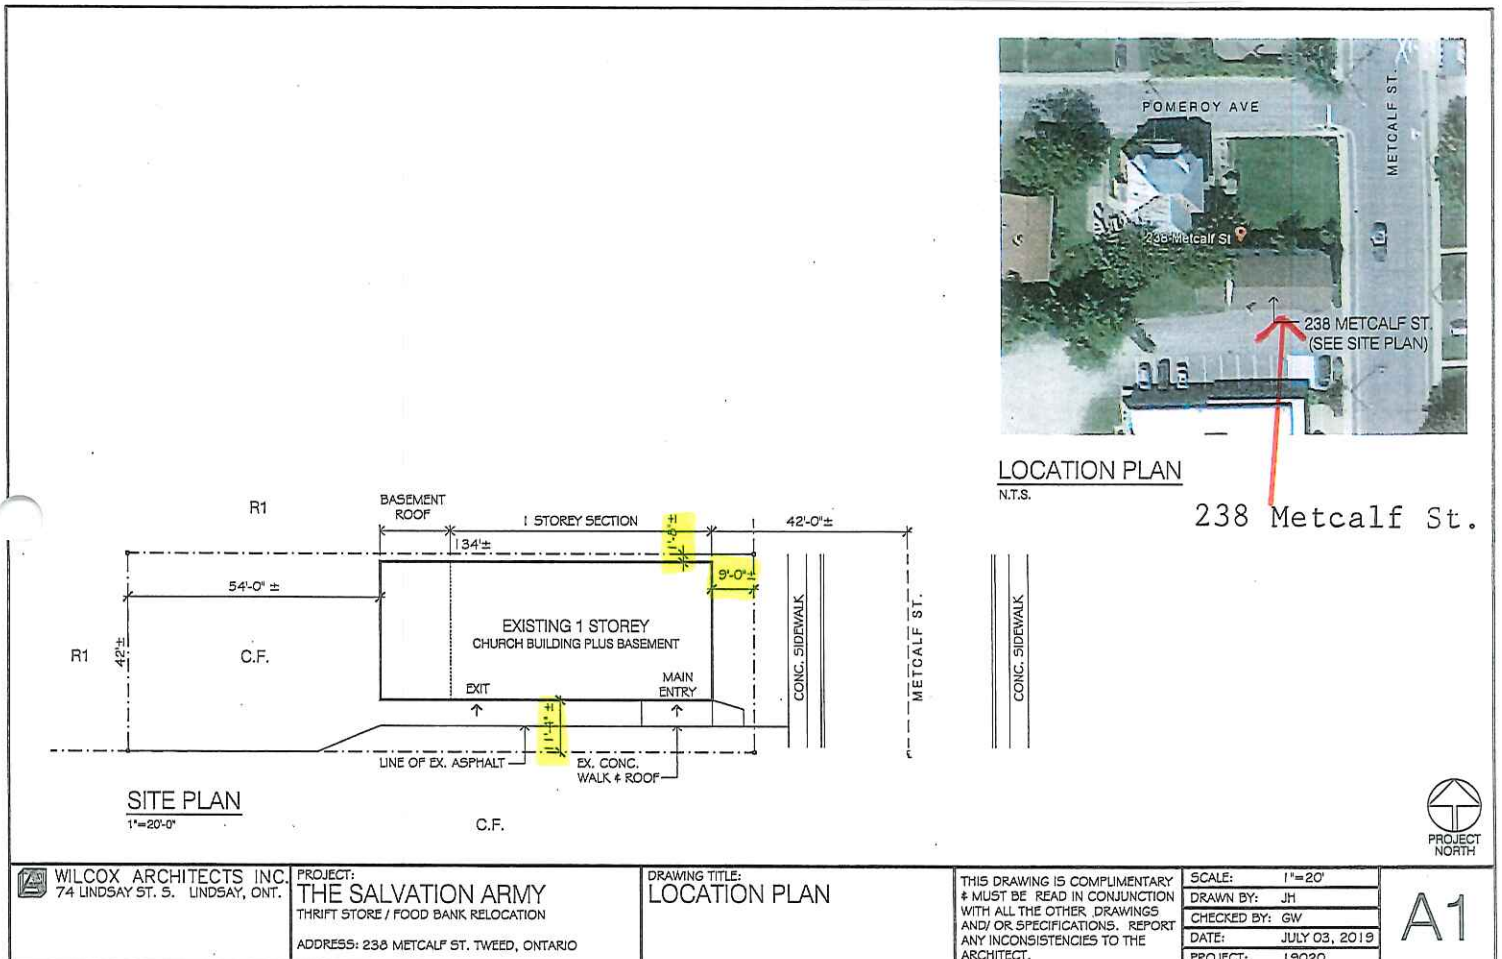 POMEROY AVE
METCALF ST.
238 Metcalf St
238 METCALF ST.
(SEE SITE PLAN)
LOCATION PLAN
N.T.S.
238 Metcalf St.
R1
BASEMENT
ROOF
1 STOREY SECTION
1'-8" ±
42'-0"±
134'±
54'-0" ±
9'-0"±
R1
42'±
C.F.
EXISTING 1 STOREY
CHURCH BUILDING PLUS BASEMENT
EXIT
MAIN
ENTRY
CONC. SIDEWALK
METCALF ST.
CONC. SIDEWALK
LINE OF EX. ASPHALT
EX. CONC.
WALK & ROOF
SITE PLAN
1"=20'-0"
C.F.
PROJECT
NORTH
WILCOX ARCHITECTS INC.
74 LINDSAY ST. S. LINDSAY, ONT.
PROJECT:
THE SALVATION ARMY
THRIFT STORE / FOOD BANK RELOCATION
ADDRESS: 238 METCALF ST. TWEED, ONTARIO
DRAWING TITLE:
LOCATION PLAN
THIS DRAWING IS COMPLIMENTARY
& MUST BE READ IN CONJUNCTION
WITH ALL THE OTHER DRAWINGS
AND/ OR SPECIFICATIONS. REPORT
ANY INCONSISTENCIES TO THE
ARCHITECT.
SCALE: 1"=20'
DRAWN BY: JH
CHECKED BY: GW
DATE: JULY 03, 2019
PROJECT: 19020
A1